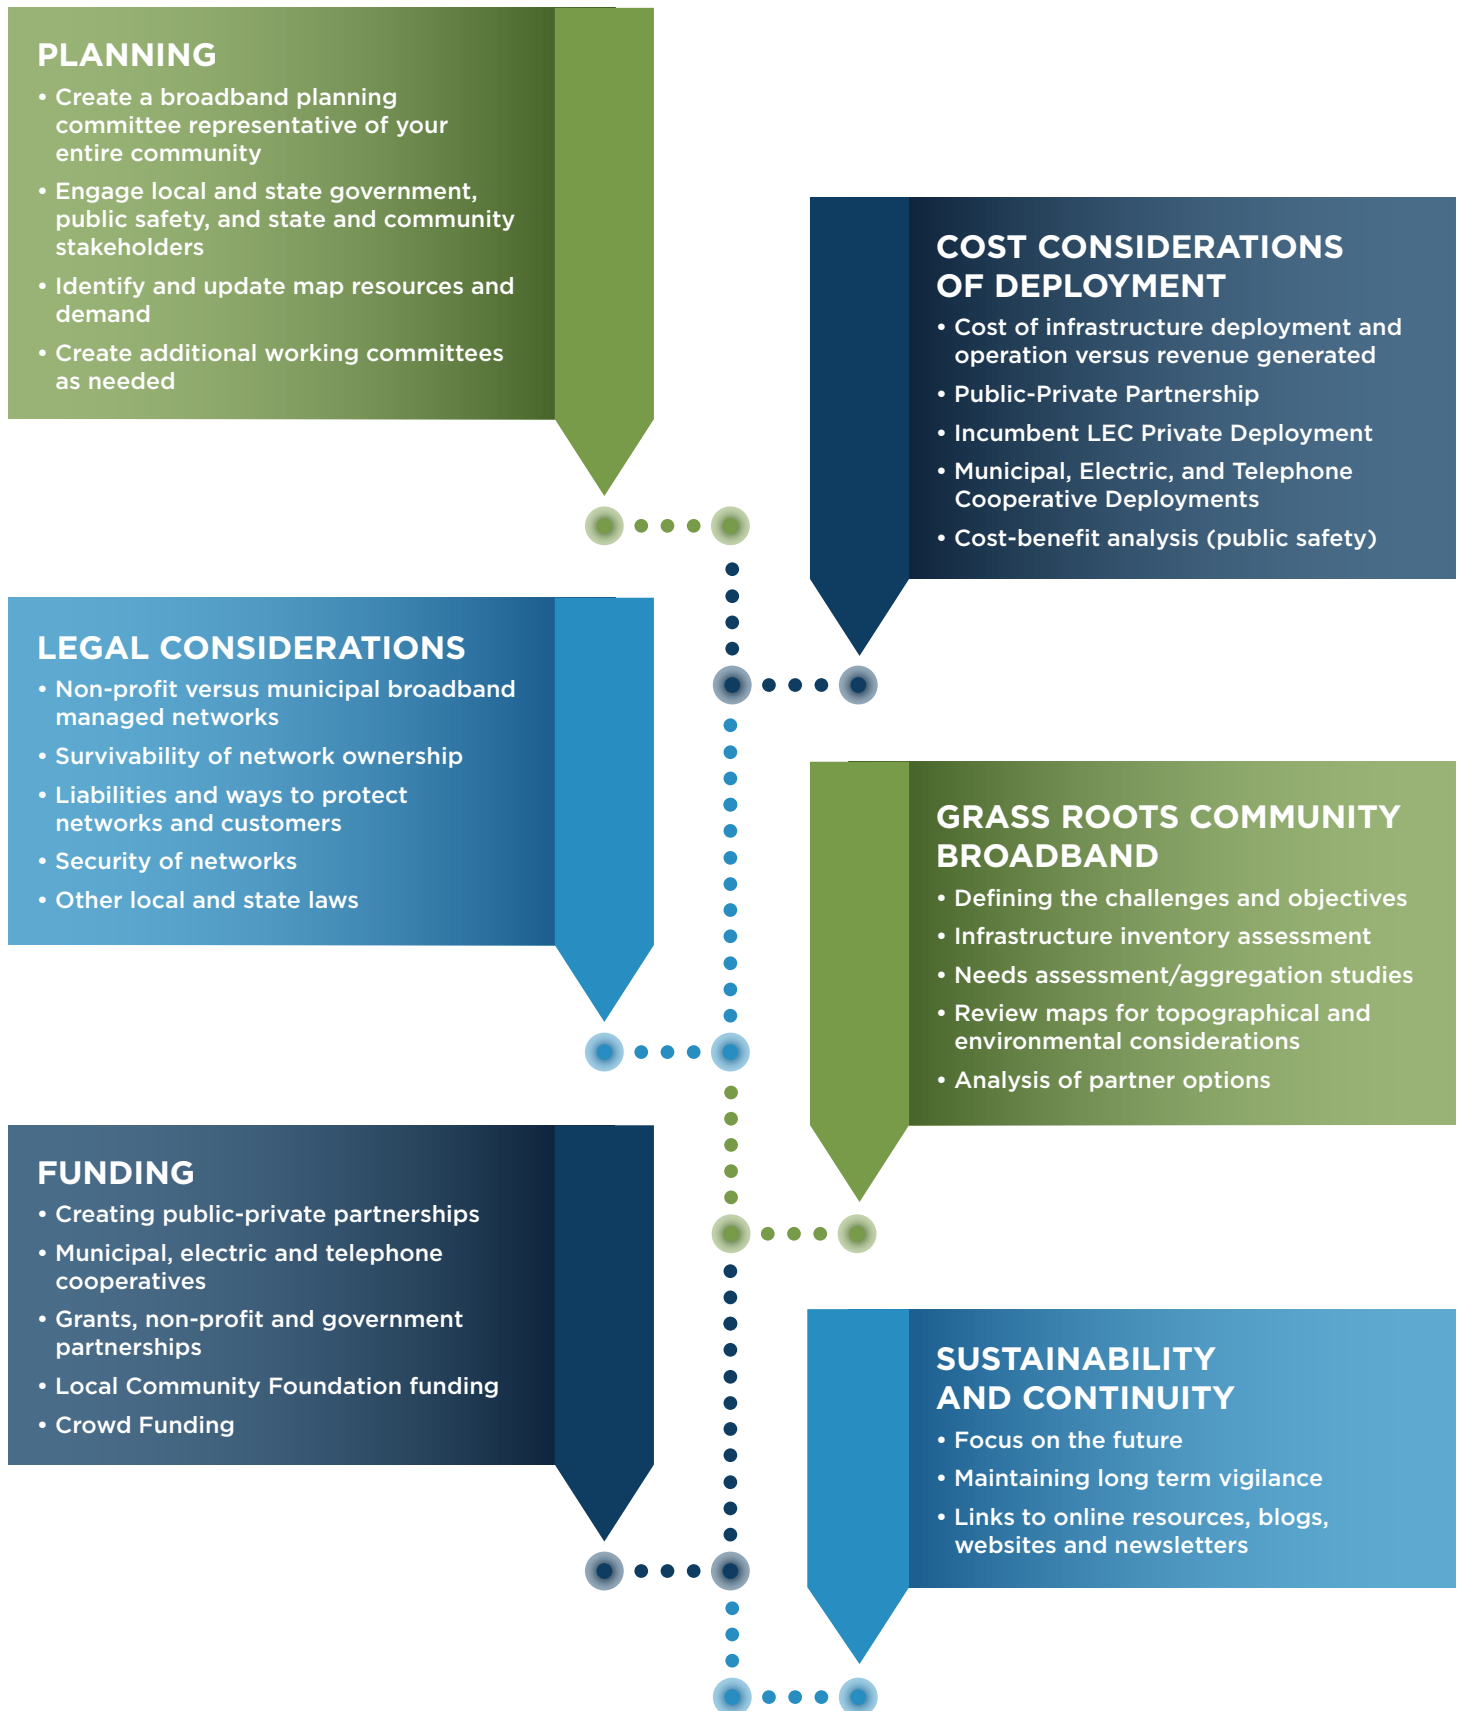 PLANNING
• Create a broadband planning
committee representative of your
entire community
• Engage local and state government,
public safety, and state and community
stakeholders
• Identify and update map resources and
demand
• Create additional working committees
as needed
COST CONSIDERATIONS
OF DEPLOYMENT
• Cost of infrastructure deployment and
operation versus revenue generated
• Public-Private Partnership
• Incumbent LEC Private Deployment
• Municipal, Electric, and Telephone
Cooperative Deployments
• Cost-benefit analysis (public safety)
LEGAL CONSIDERATIONS
• Non-profit versus municipal broadband
managed networks
• Survivability of network ownership
• Liabilities and ways to protect
networks and customers
• Security of networks
• Other local and state laws
GRASS ROOTS COMMUNITY
BROADBAND
• Defining the challenges and objectives
• Infrastructure inventory assessment
• Needs assessment/aggregation studies
• Review maps for topographical and
environmental considerations
• Analysis of partner options
FUNDING
• Creating public-private partnerships
• Municipal, electric and telephone
cooperatives
• Grants, non-profit and government
partnerships
• Local Community Foundation funding
• Crowd Funding
SUSTAINABILITY
AND CONTINUITY
• Focus on the future
• Maintaining long term vigilance
• Links to online resources, blogs,
websites and newsletters